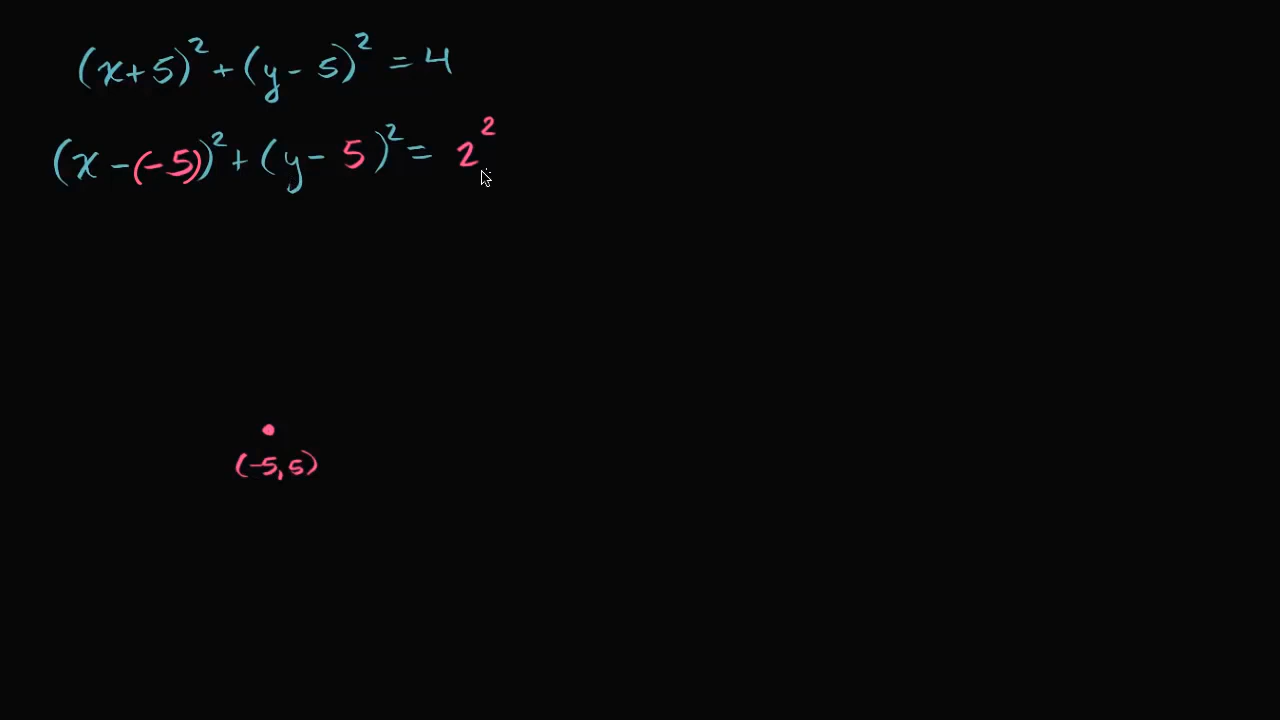 (x+5)² + (y-5)² = 4
(x-(-5))² + (y-5)² = 2²
(-5,5)